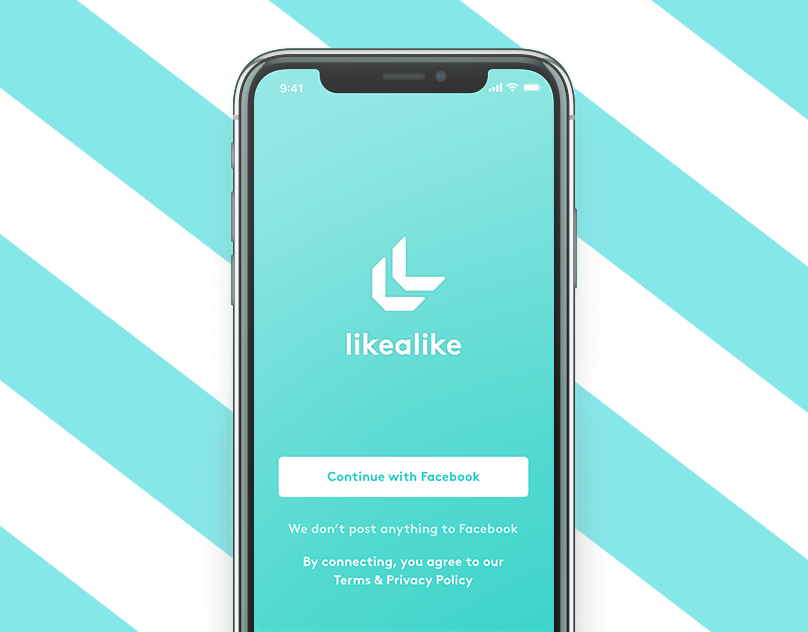 9:41
likealike
Continue with Facebook
We don’t post anything to Facebook
By connecting, you agree to our
Terms & Privacy Policy